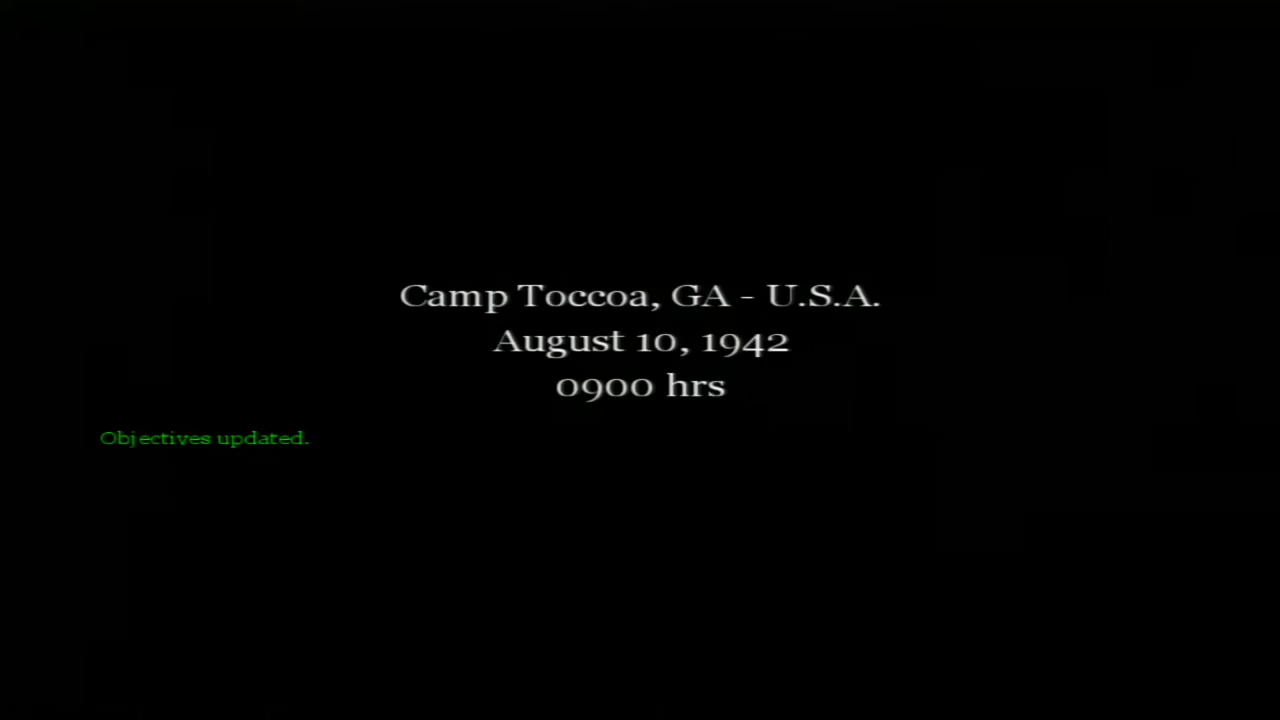 Camp Toccoa, GA - U.S.A.
August 10, 1942
0900 hrs
Objectives updated.